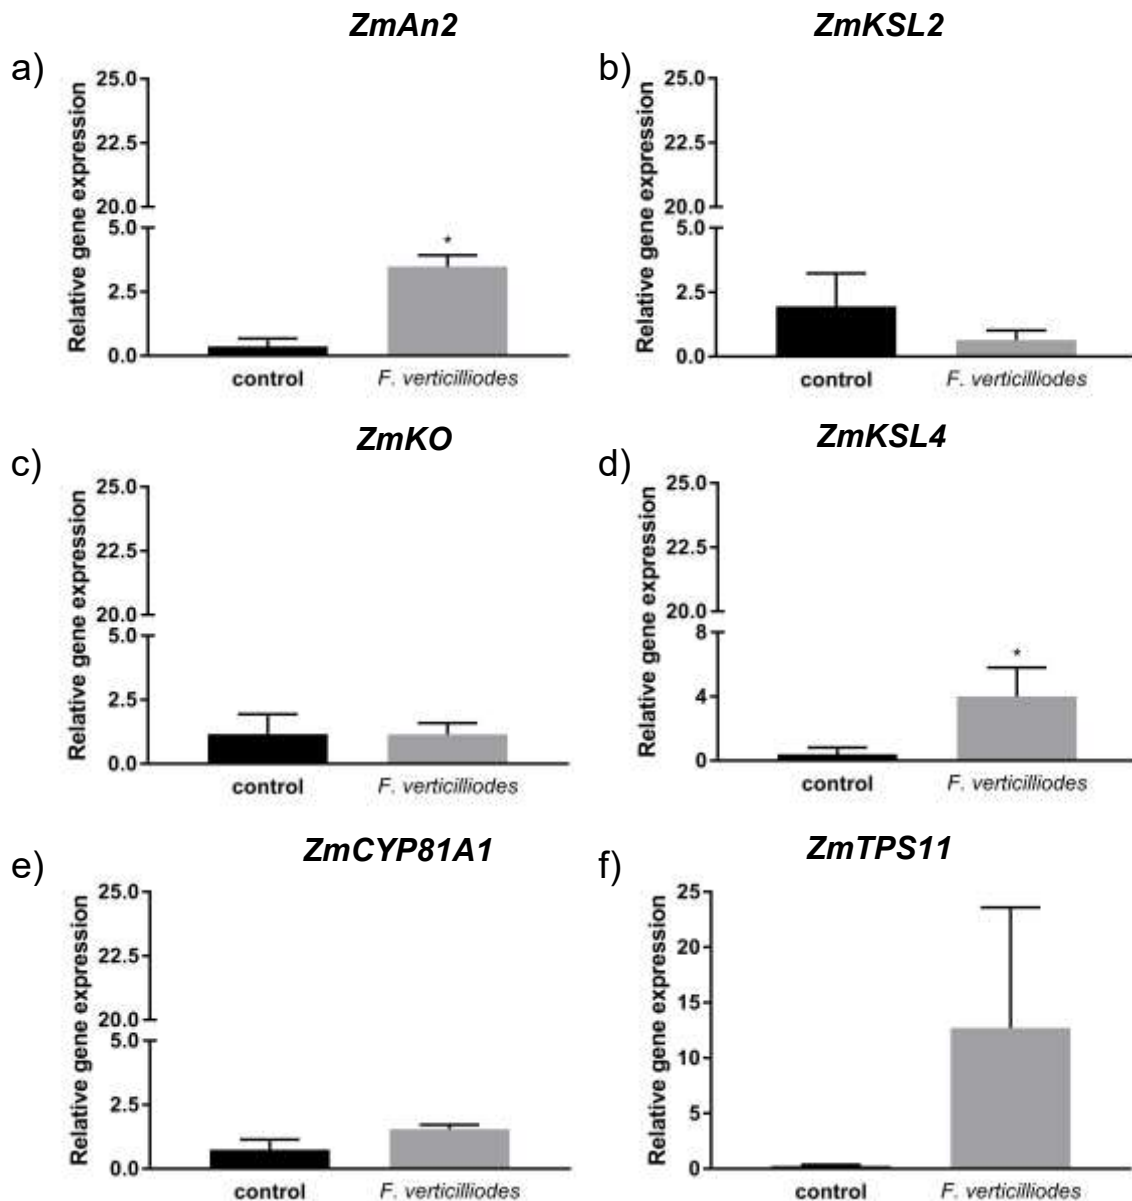 ZmAn2
a)
Relative gene expression
25.0
22.5
20.0
5.0
2.5
0.0
control
F. verticilliodes
ZmKSL2
b)
Relative gene expression
25.0
22.5
20.0
5.0
2.5
0.0
control
F. verticilliodes
*
ZmKO
c)
Relative gene expression
25.0
22.5
20.0
5.0
2.5
0.0
control
F. verticilliodes
ZmKSL4
d)
Relative gene expression
25.0
22.5
20.0
8
4
0
*
control
F. verticilliodes
ZmCYP81A1
e)
Relative gene expression
25.0
22.5
20.0
5.0
2.5
0.0
control
F. verticilliodes
ZmTPS11
f)
Relative gene expression
25
20
15
10
5
0
control
F. verticilliodes